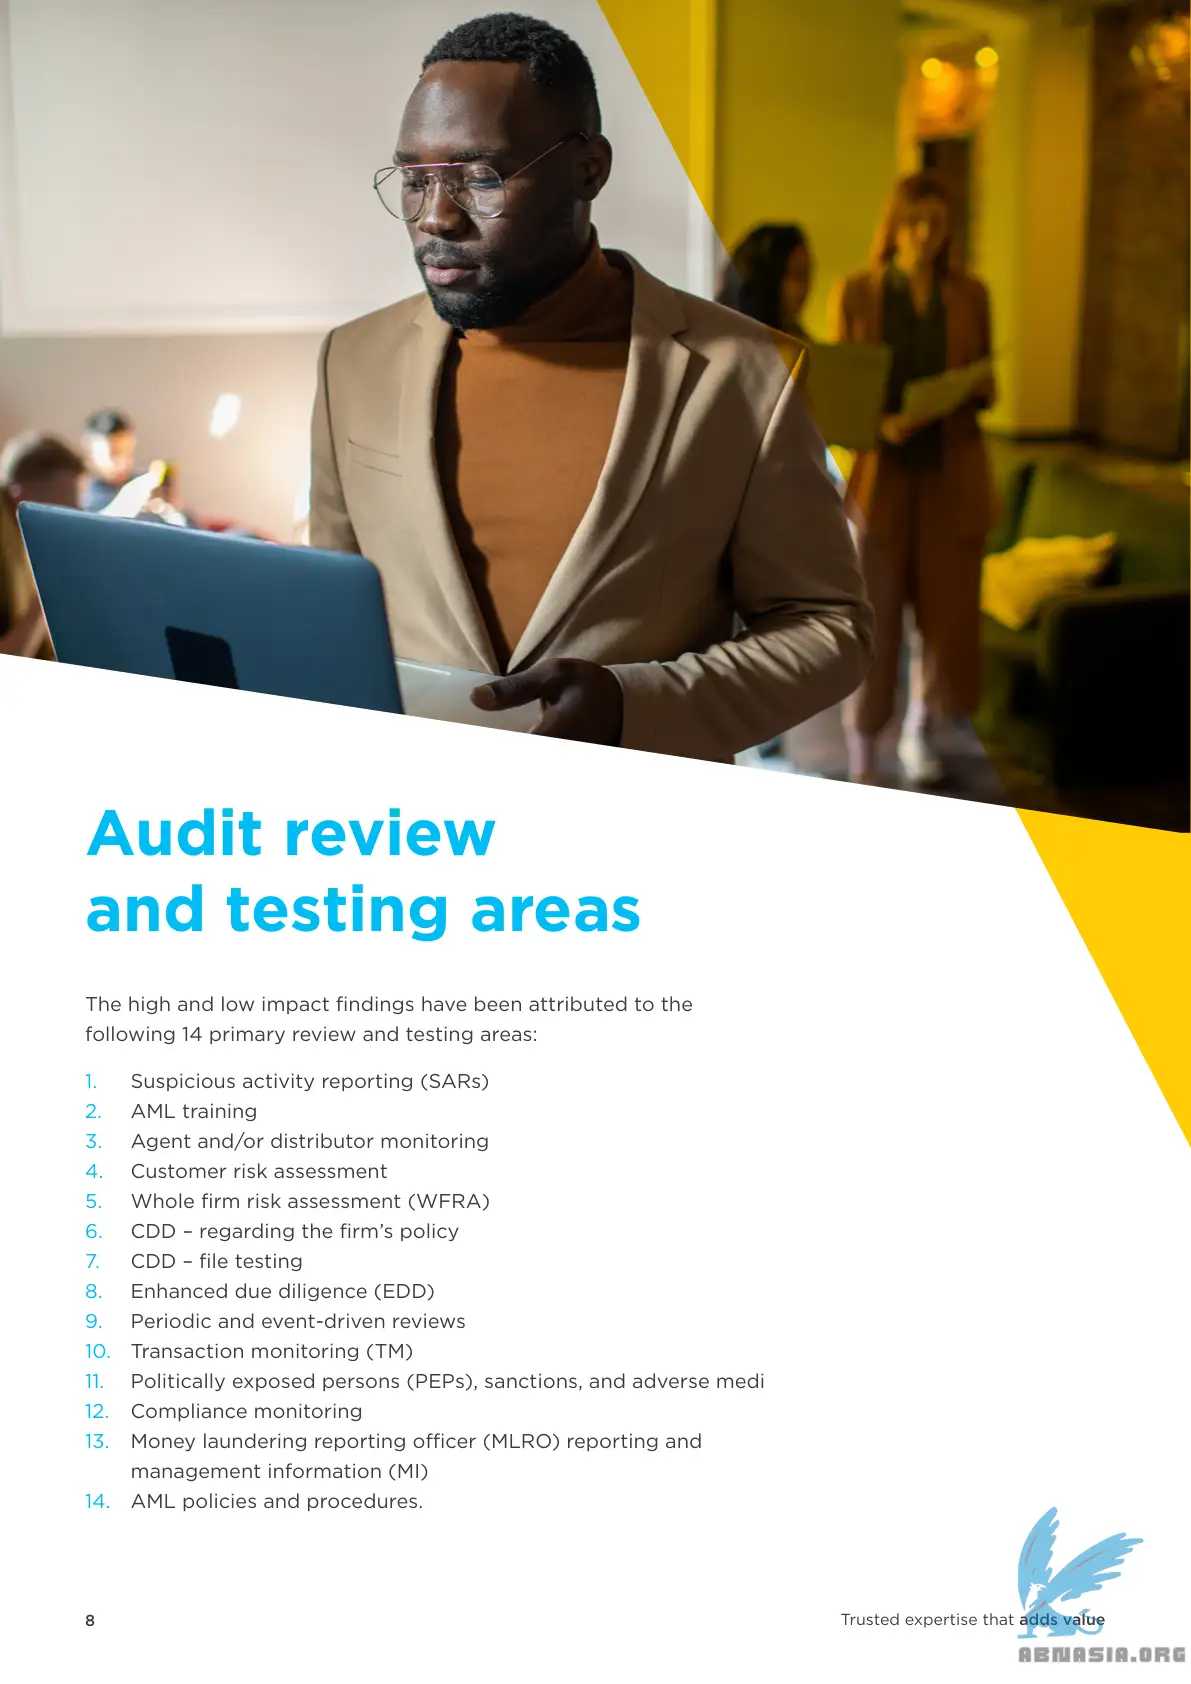 Audit review
and testing areas
The high and low impact findings have been attributed to the
following 14 primary review and testing areas:
1. Suspicious activity reporting (SARs)
2. AML training
3. Agent and/or distributor monitoring
4. Customer risk assessment
5. Whole firm risk assessment (WFRA)
6. CDD – regarding the firm’s policy
7. CDD – file testing
8. Enhanced due diligence (EDD)
9. Periodic and event-driven reviews
10. Transaction monitoring (TM)
11. Politically exposed persons (PEPs), sanctions, and adverse medi
12. Compliance monitoring
13. Money laundering reporting officer (MLRO) reporting and
management information (MI)
14. AML policies and procedures.
8
Trusted expertise that adds value
ABNASIA.ORG